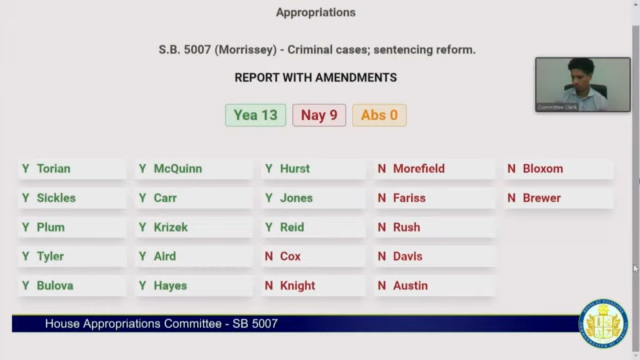 Appropriations
S.B. 5007 (Morrissey) - Criminal cases; sentencing reform.
REPORT WITH AMENDMENTS
Committee Clerk
Yea 13 Nay 9 Abs 0
Y Torian Y McQuinn Y Hurst N Morefield N Bloxom
Y Sickles Y Carr Y Jones N Fariss N Brewer
Y Plum Y Krizek Y Reid N Rush
Y Tyler Y Aird N Cox N Davis
Y Bulova Y Hayes N Knight N Austin
House Appropriations Committee - SB 5007